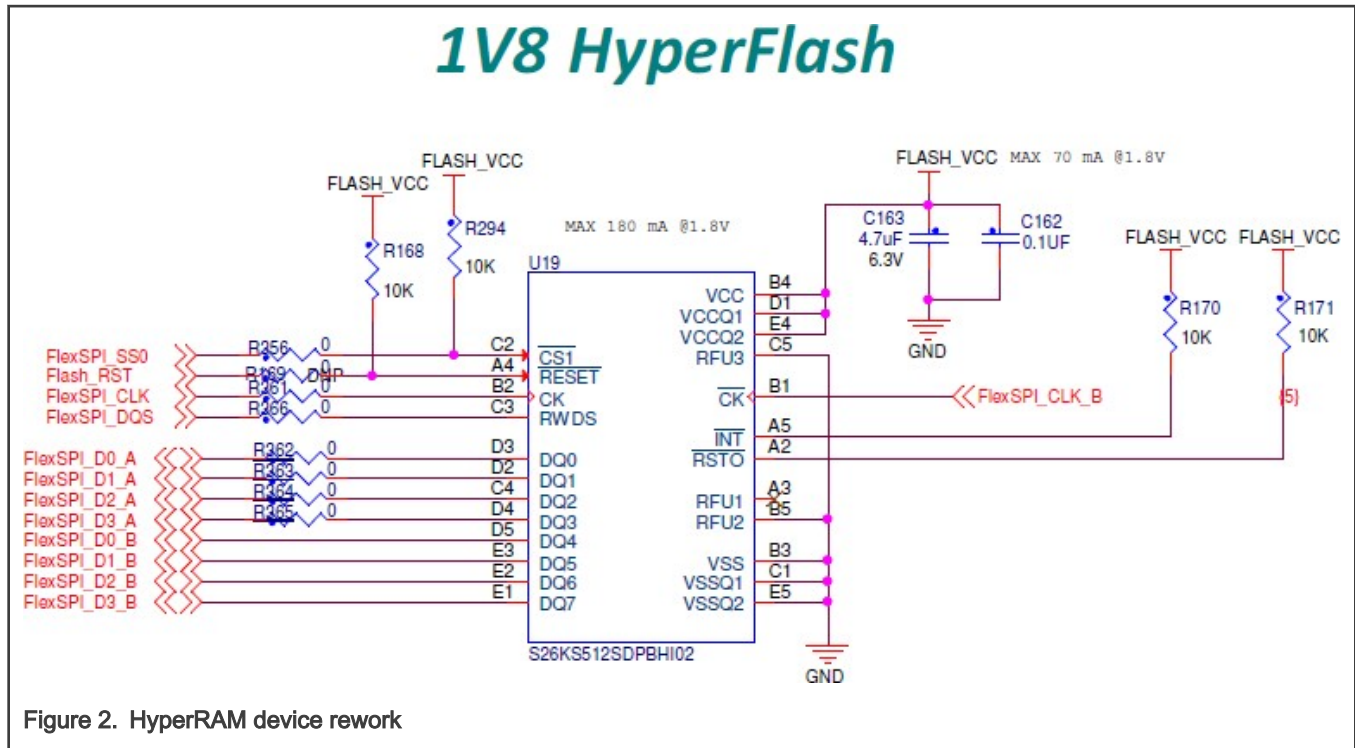 1V8 HyperFlash
FLASH_VCC
FLASH_VCC
FLASH_VCC MAX 70 mA @1.8V
R294
10K
R168
10K
MAX 180 mA @1.8V
C163
4.7uF
6.3V
C162
0.1UF
GND
FLASH_VCC FLASH_VCC
R170
10K
R171
10K
U19
FlexSPI_SS0 R356 0 C2 CS1
Flash_RST R169 0 DNP A4 RESET
FlexSPI_CLK R361 0 B2 CK
FlexSPI_DQS R366 0 C3 RWDS
FlexSPI_D0_A R362 0 D3 DQ0
FlexSPI_D1_A R363 0 D2 DQ1
FlexSPI_D2_A R364 0 C4 DQ2
FlexSPI_D3_A R365 0 D4 DQ3
FlexSPI_D0_B D5 DQ4
FlexSPI_D1_B E3 DQ5
FlexSPI_D2_B E2 DQ6
FlexSPI_D3_B E1 DQ7
VCC B4
VCCQ1 D1
VCCQ2 E4
RFU3 C5
CK B1 FlexSPI_CLK_B {5}
INT A5
RSTO A2
RFU1 A3
RFU2 B5
VSS B3
VSSQ1 C1
VSSQ2 E5
S26KS512SDPBHI02
GND
Figure 2. HyperRAM device rework